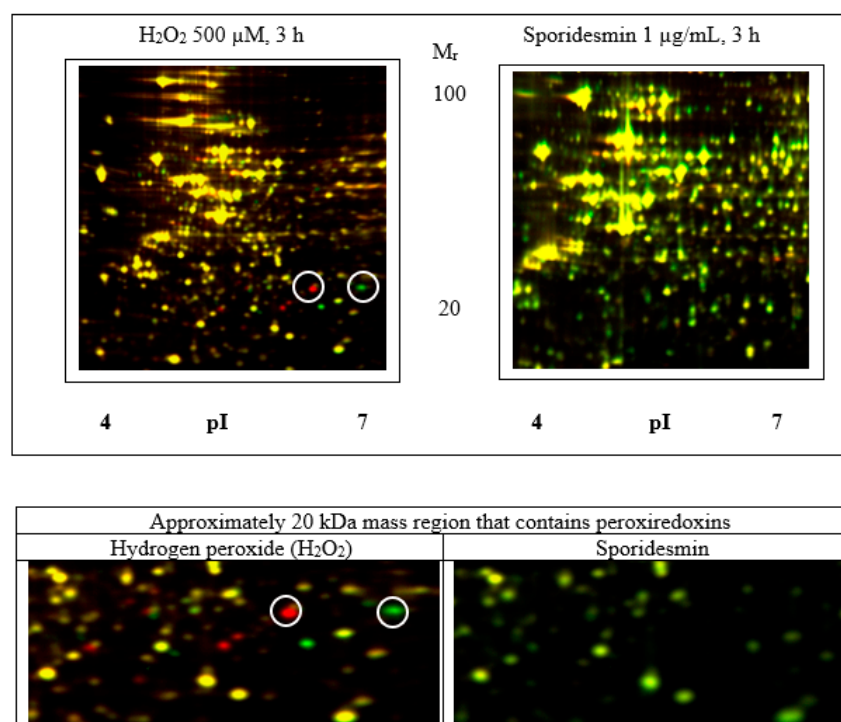 H₂O₂ 500 µM, 3 h
Mᵣ
Sporidesmin 1 µg/mL, 3 h
100
20
4 pI 7
4 pI 7
Approximately 20 kDa mass region that contains peroxiredoxins
Hydrogen peroxide (H₂O₂)
Sporidesmin